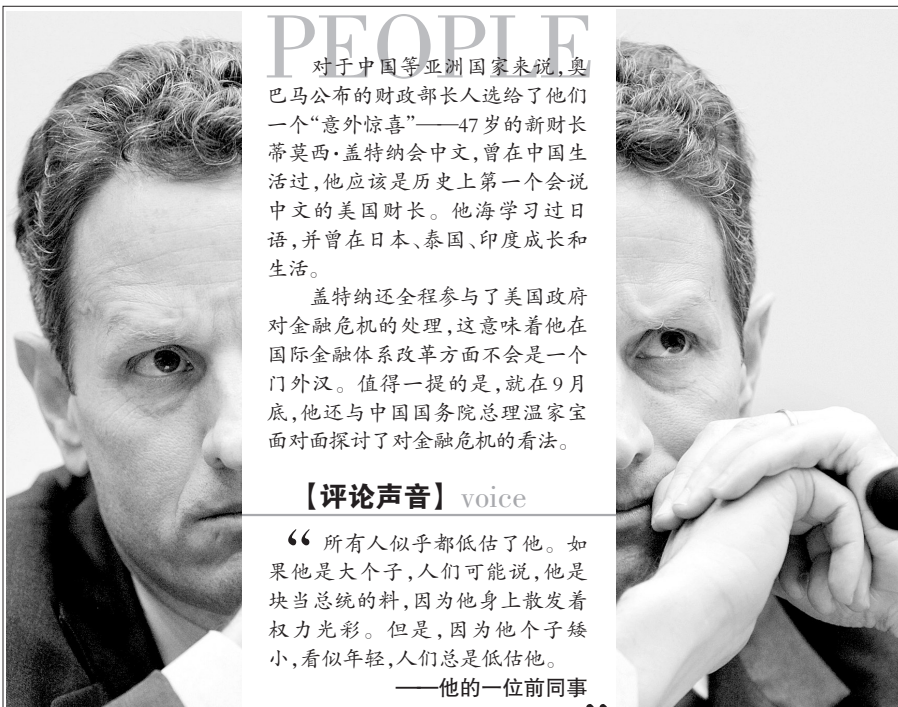 PEOPLE
对于中国等亚洲国家来说,奥
巴马公布的财政部长人选给了他们
一个“意外惊喜”——47岁的新财长
蒂莫西·盖特纳会中文,曾在中国生
活过,他应该是历史上第一个会说
中文的美国财长。他海学习过日
语,并曾在日本、泰国、印度成长和
生活。
盖特纳还全程参与了美国政府
对金融危机的处理,这意味着他在
国际金融体系改革方面不会是一个
门外汉。值得一提的是,就在9月
底,他还与中国国务院总理温家宝
面对面探讨了对金融危机的看法。
【评论声音】voice
“所有人似乎都低估了他。如
果他是大个子,人们可能说,他是
块当总统的料,因为他身上散发着
权力光彩。但是,因为他个子矮
小,看似年轻,人们总是低估他。
——他的一位前同事